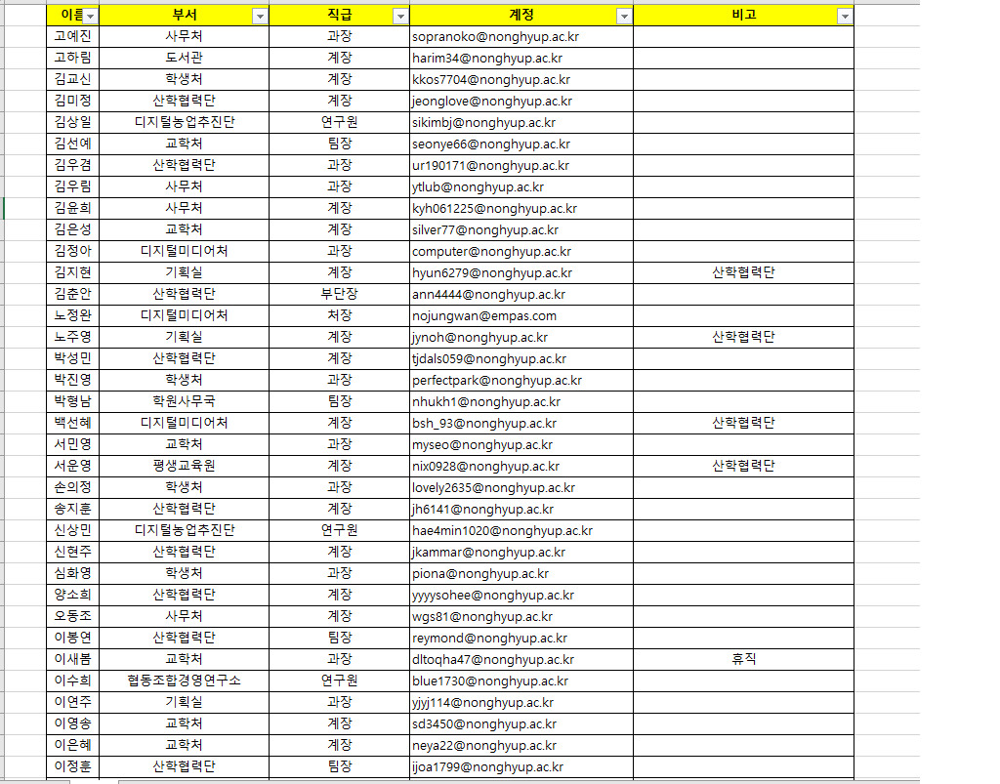 이름 부서 직급 계정 비고
고예진 사무처 과장 sopranoko@nonghyup.ac.kr
고하림 도서관 계장 harim34@nonghyup.ac.kr
김교신 학생처 계장 kkos7704@nonghyup.ac.kr
김미정 산학협력단 계장 jeonglove@nonghyup.ac.kr
김상일 디지털농업추진단 연구원 sikimbj@nonghyup.ac.kr
김선예 교학처 팀장 seonye66@nonghyup.ac.kr
김우겸 산학협력단 과장 ur190171@nonghyup.ac.kr
김우림 사무처 과장 ytlub@nonghyup.ac.kr
김윤희 사무처 계장 kyh061225@nonghyup.ac.kr
김은성 교학처 계장 silver77@nonghyup.ac.kr
김정아 디지털미디어처 과장 computer@nonghyup.ac.kr
김지현 기획실 계장 hyun6279@nonghyup.ac.kr 산학협력단
김춘안 산학협력단 부단장 ann4444@nonghyup.ac.kr
노정완 디지털미디어처 처장 nojungwan@empas.com
노주영 기획실 계장 jynoh@nonghyup.ac.kr 산학협력단
박성민 산학협력단 계장 tjdals059@nonghyup.ac.kr
박진영 학생처 과장 perfectpark@nonghyup.ac.kr
박형남 학원사무국 팀장 nhukh1@nonghyup.ac.kr
백선혜 디지털미디어처 계장 bsh_93@nonghyup.ac.kr 산학협력단
서민영 교학처 과장 myseo@nonghyup.ac.kr
서운영 평생교육원 계장 nix0928@nonghyup.ac.kr 산학협력단
손의정 학생처 과장 lovely2635@nonghyup.ac.kr
송지훈 산학협력단 계장 jh6141@nonghyup.ac.kr
신상민 디지털농업추진단 연구원 hae4min1020@nonghyup.ac.kr
신현주 산학협력단 계장 jkammar@nonghyup.ac.kr
심화영 학생처 과장 piona@nonghyup.ac.kr
양소희 산학협력단 계장 yyyysohee@nonghyup.ac.kr
오동조 사무처 계장 wgs81@nonghyup.ac.kr
이봉연 산학협력단 팀장 reymond@nonghyup.ac.kr
이새봄 교학처 과장 dltoqha47@nonghyup.ac.kr 휴직
이수희 협동조합경영연구소 연구원 blue1730@nonghyup.ac.kr
이연주 기획실 과장 yjyj114@nonghyup.ac.kr
이영송 교학처 계장 sd3450@nonghyup.ac.kr
이은혜 교학처 계장 neya22@nonghyup.ac.kr
이정훈 산학협력단 팀장 ijoa1799@nonghyup.ac.kr